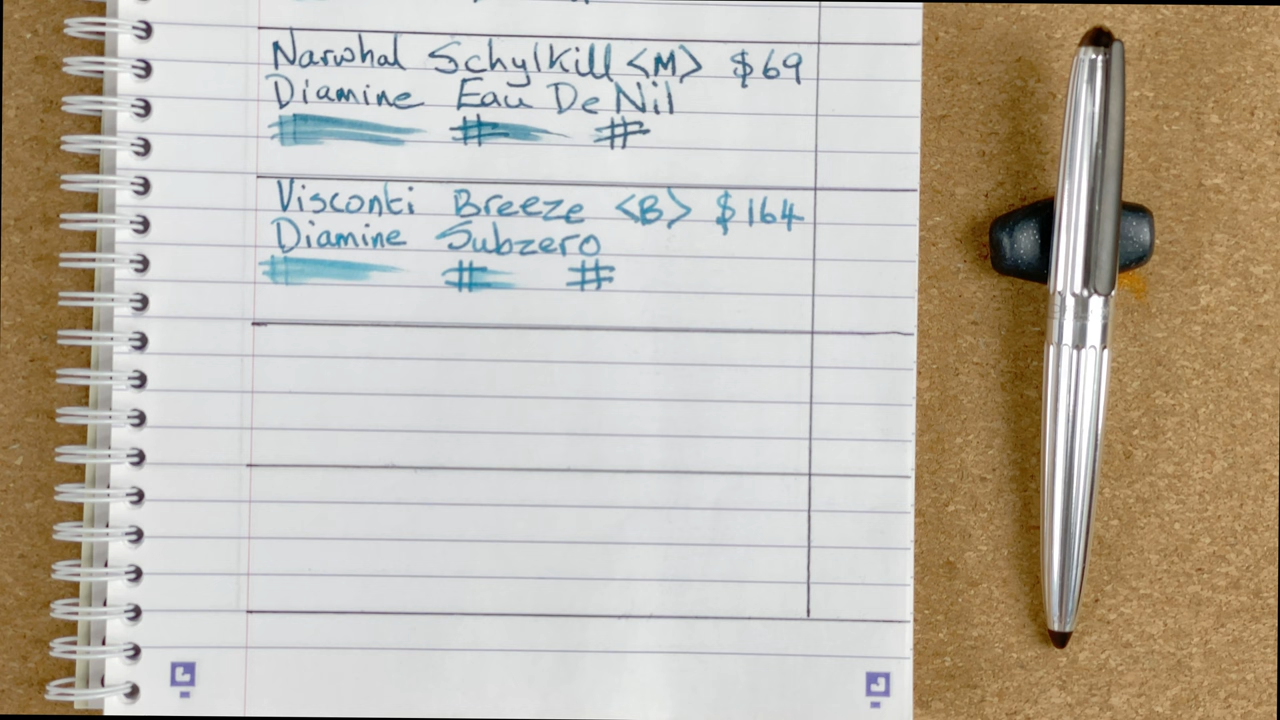 Narwhal Schylkill <M> $69
Diamine Eau De Nil
# #
Visconti Breeze <B> $164
Diamine Subzero
# #